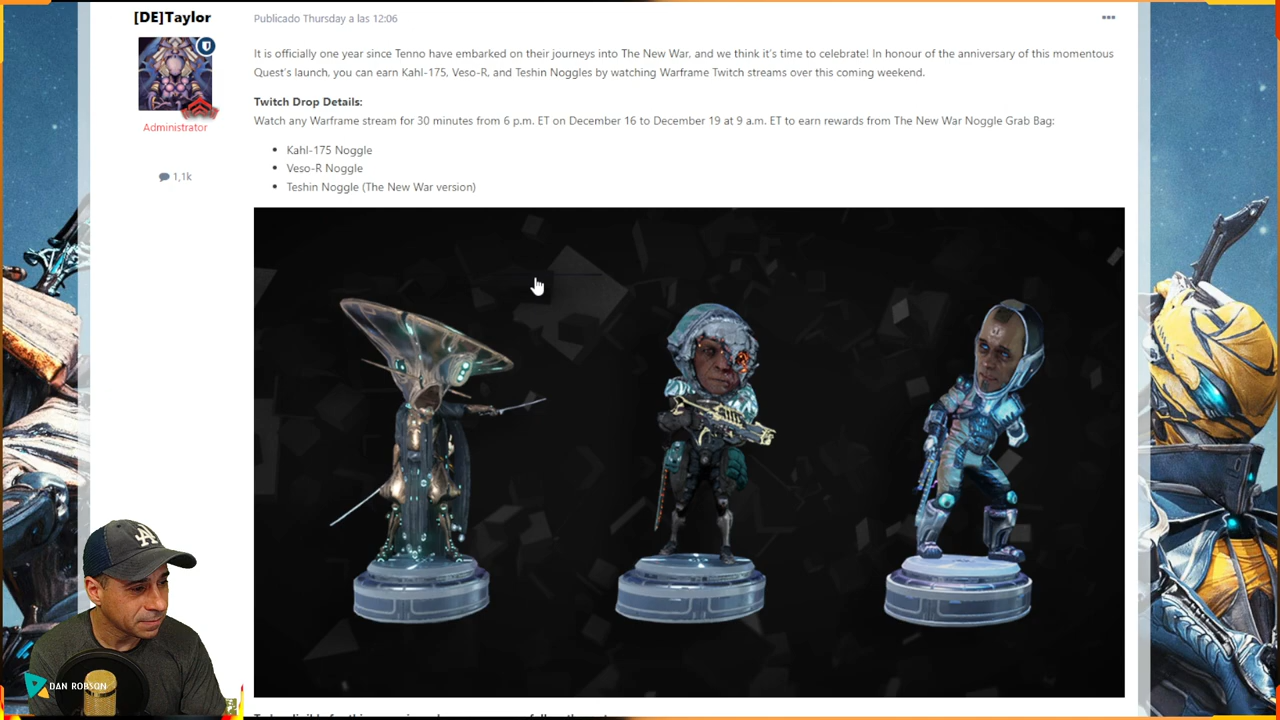 [DE]Taylor
Publicado Thursday a las 12:06
Administrator
1,1k
It is officially one year since Tenno have embarked on their journeys into The New War, and we think it's time to celebrate! In honour of the anniversary of this momentous
Quest's launch, you can earn Kahl-175, Veso-R, and Teshin Noggles by watching Warframe Twitch streams over this coming weekend.
Twitch Drop Details:
Watch any Warframe stream for 30 minutes from 6 p.m. ET on December 16 to December 19 at 9 a.m. ET to earn rewards from The New War Noggle Grab Bag:
Kahl-175 Noggle
Veso-R Noggle
Teshin Noggle (The New War version)
LA
DAN ROBSON